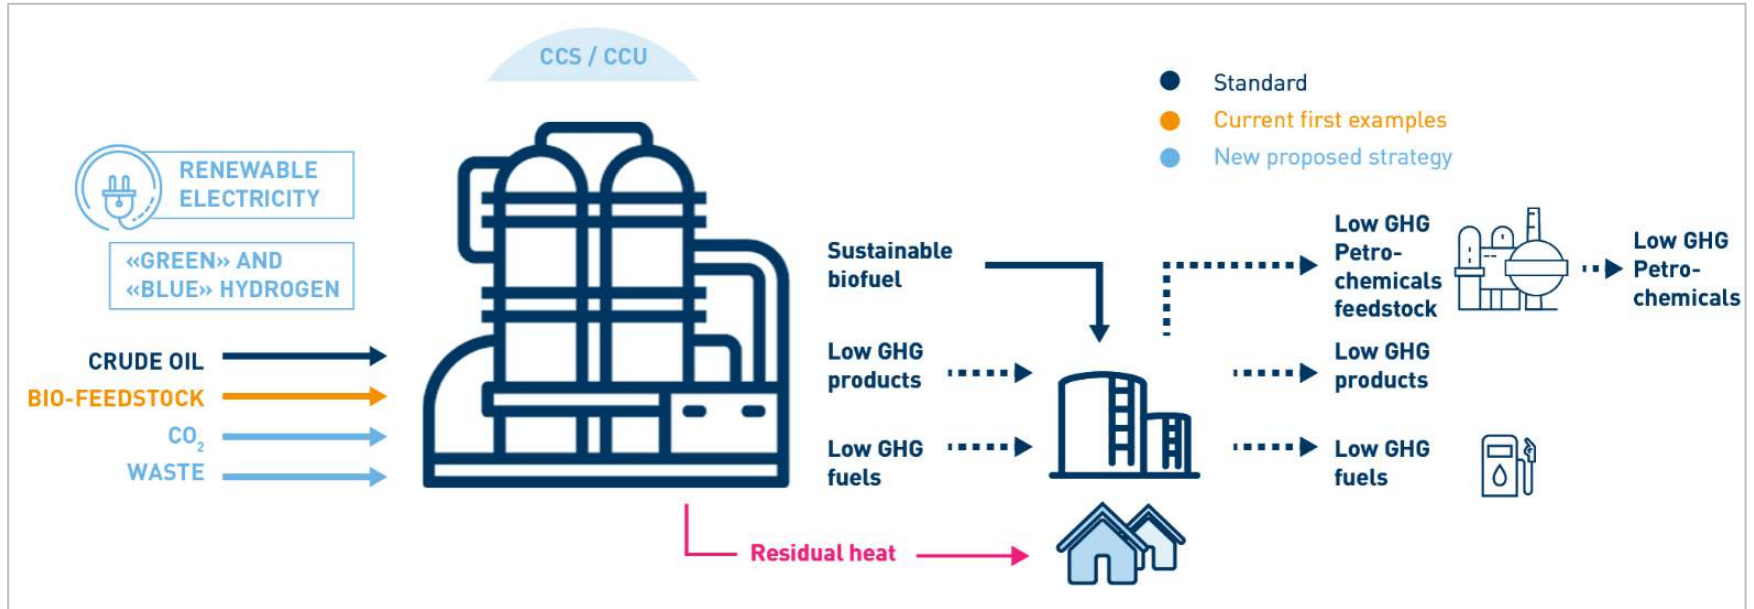 CCS / CCU
Standard
Current first examples
New proposed strategy
RENEWABLE
ELECTRICITY
«GREEN» AND
«BLUE» HYDROGEN
CRUDE OIL
BIO-FEEDSTOCK
CO₂
WASTE
Sustainable
biofuel
Low GHG
products
Low GHG
fuels
Residual heat
Low GHG
Petro-
chemicals
feedstock
Low GHG
Petro-
chemicals
Low GHG
products
Low GHG
fuels